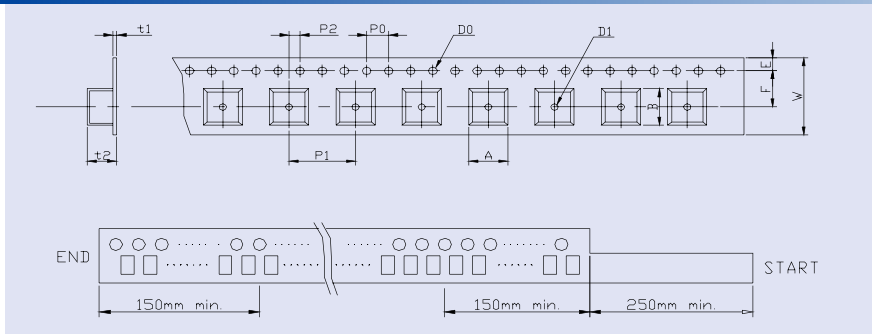 t1
P2
P0
D0
D1
E
F
W
B
t2
P1
A
END
START
150mm min.
150mm min.
250mm min.